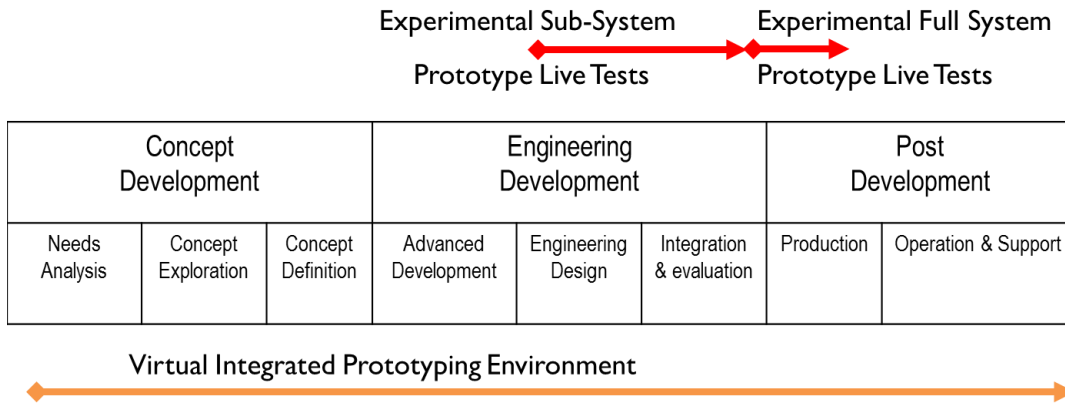 Experimental Sub-System
Experimental Full System
Prototype Live Tests
Prototype Live Tests
Concept
Development
Engineering
Development
Post
Development
Needs
Analysis
Concept
Exploration
Concept
Definition
Advanced
Development
Engineering
Design
Integration
& evaluation
Production
Operation & Support
Virtual Integrated Prototyping Environment